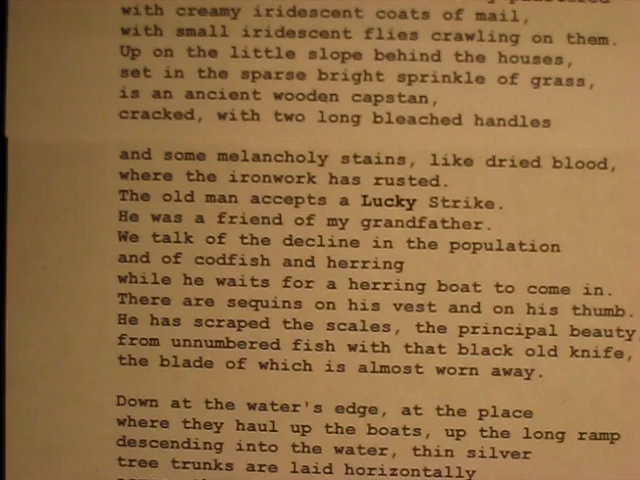 with creamy iridescent coats of mail,
with small iridescent flies crawling on them.
Up on the little slope behind the houses,
set in the sparse bright sprinkle of grass,
is an ancient wooden capstan,
cracked, with two long bleached handles
and some melancholy stains, like dried blood,
where the ironwork has rusted.
The old man accepts a Lucky Strike.
He was a friend of my grandfather.
We talk of the decline in the population
and of codfish and herring
while he waits for a herring boat to come in.
There are sequins on his vest and on his thumb.
He has scraped the scales, the principal beauty,
from unnumbered fish with that black old knife,
the blade of which is almost worn away.
Down at the water's edge, at the place
where they haul up the boats, up the long ramp
descending into the water, thin silver
tree trunks are laid horizontally